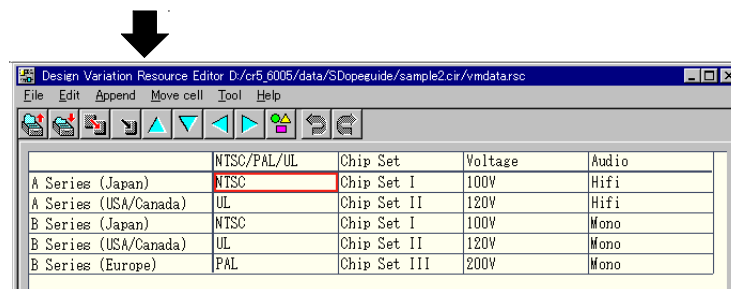 Design Variation Resource Editor D:/cr5_6005/data/SDopeguide/sample2.cir/vmdata.rsc
File Edit Append Move cell Tool Help
NTSC/PAL/UL Chip Set Voltage Audio
A Series (Japan) NTSC Chip Set I 100V Hifi
A Series (USA/Canada) UL Chip Set II 120V Hifi
B Series (Japan) NTSC Chip Set I 100V Mono
B Series (USA/Canada) UL Chip Set II 120V Mono
B Series (Europe) PAL Chip Set III 200V Mono